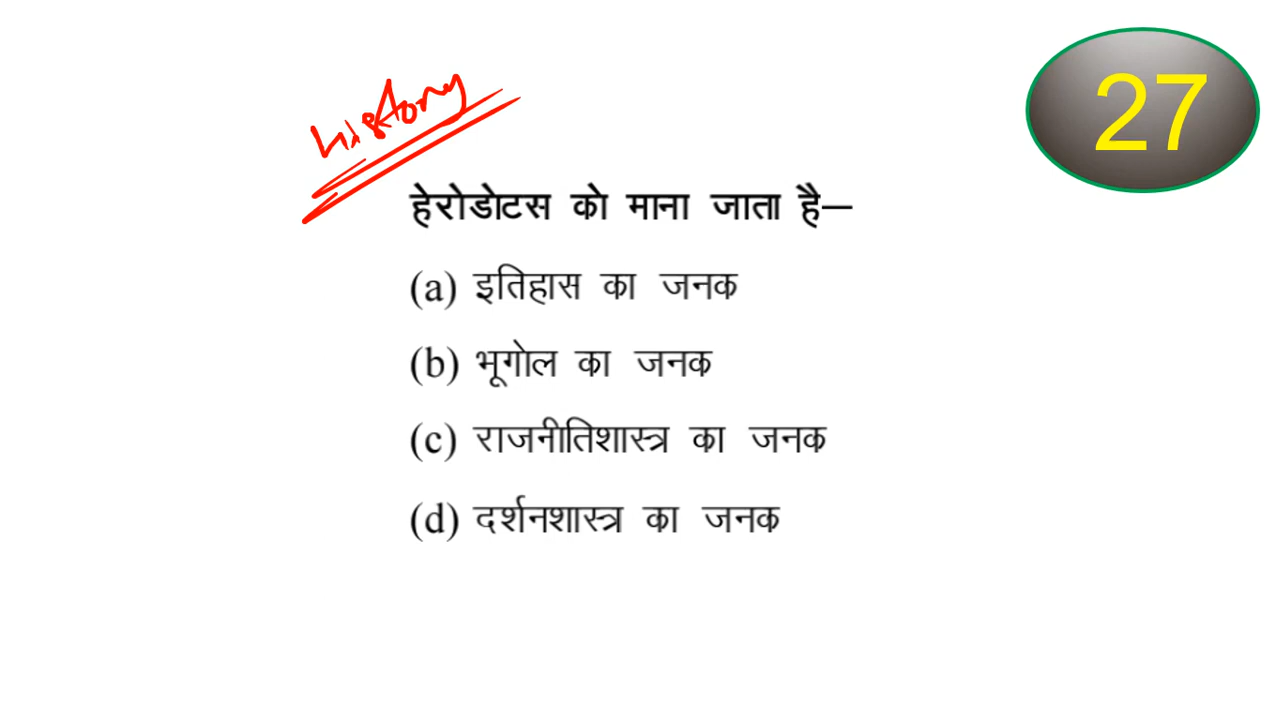 27
history
हेरोडोटस को माना जाता है—
(a) इतिहास का जनक
(b) भूगोल का जनक
(c) राजनीतिशास्त्र का जनक
(d) दर्शनशास्त्र का जनक